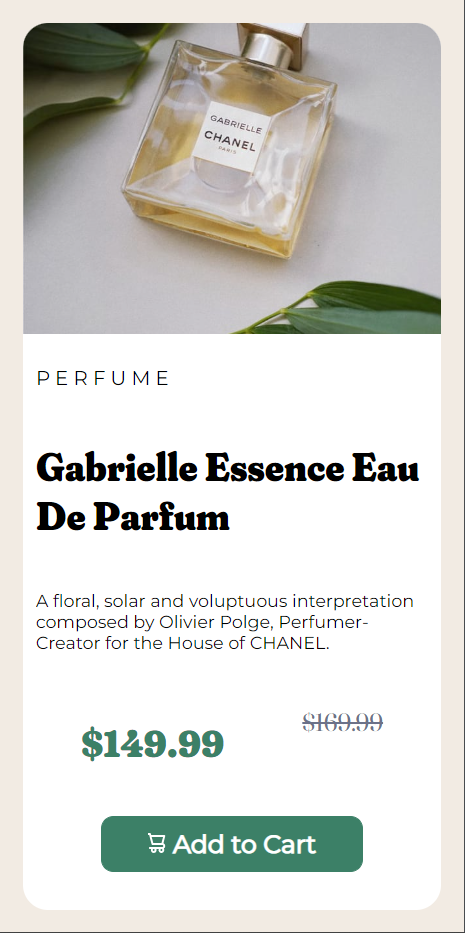 GABRIELLE
CHANEL
PARIS
PERFUME
Gabrielle Essence Eau
De Parfum
A floral, solar and voluptuous interpretation
composed by Olivier Polge, Perfumer-
Creator for the House of CHANEL.
$149.99
$169.99
Add to Cart